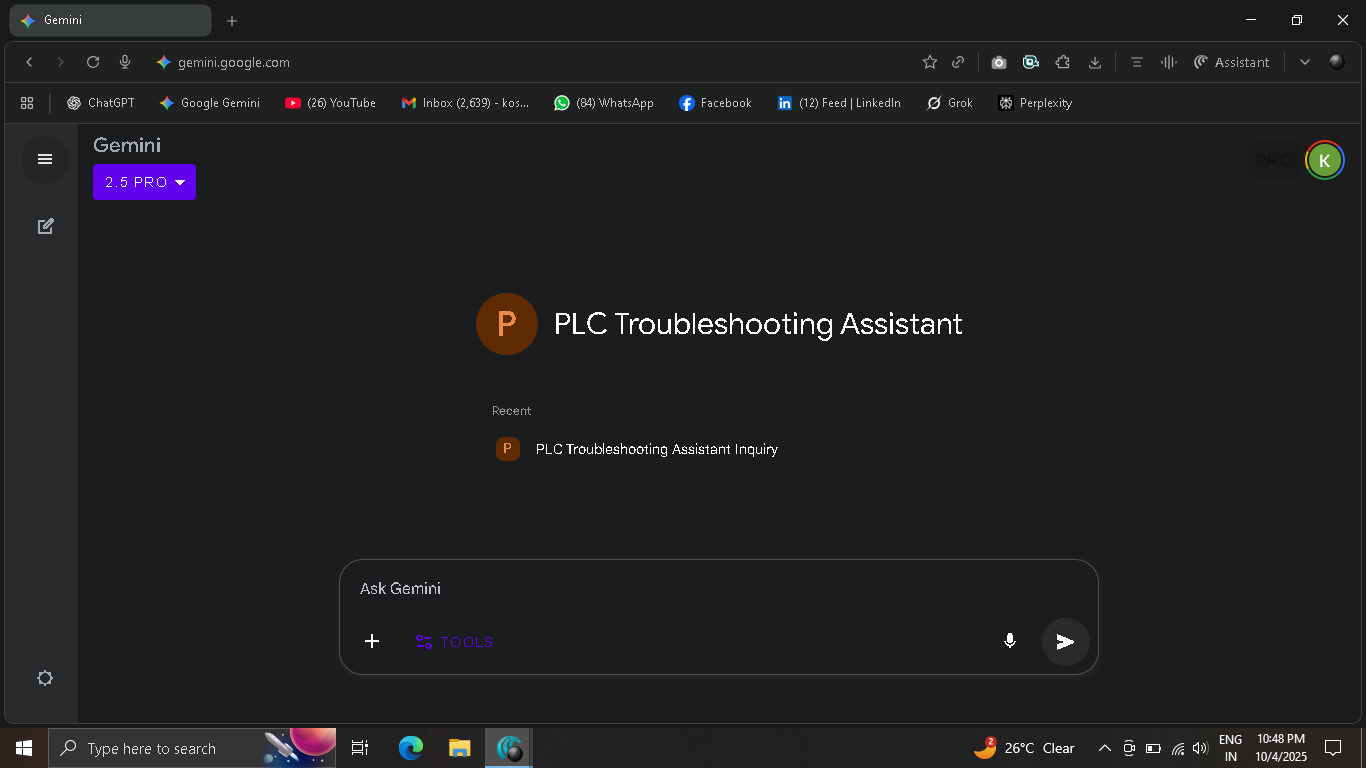 Gemini
gemini.google.com
Assistant
ChatGPT
Google Gemini
(26) YouTube
Inbox (2,639) - kos...
(84) WhatsApp
Facebook
(12) Feed | LinkedIn
Grok
Perplexity
Gemini
2.5 PRO
PRO
K
P
PLC Troubleshooting Assistant
Recent
P
PLC Troubleshooting Assistant Inquiry
Ask Gemini
TOOLS
Type here to search
2
26°C Clear
ENG
IN
10:48 PM
10/4/2025